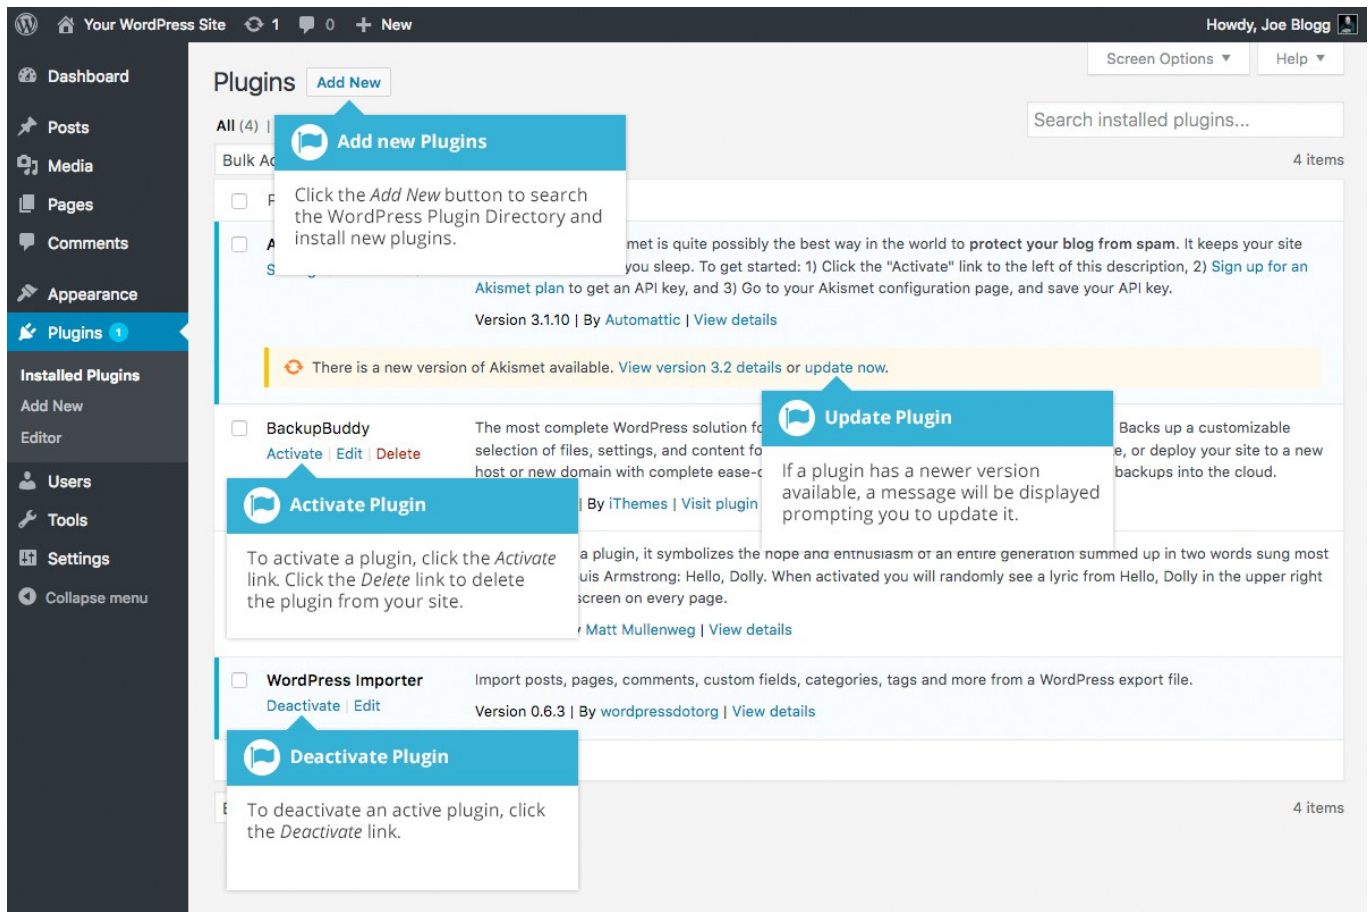 Your WordPress Site 1 0 New
Howdy, Joe Blogg
Dashboard
Posts
Media
Pages
Comments
Appearance
Plugins 1
Installed Plugins
Add New
Editor
Users
Tools
Settings
Collapse menu
Screen Options ▼ Help ▼
Plugins Add New
All (4) |
Search installed plugins...
Bulk
4 items
Add new Plugins
Click the Add New button to search
the WordPress Plugin Directory and
install new plugins.
is quite possibly the best way in the world to protect your blog from spam. It keeps your site
you sleep. To get started: 1) Click the "Activate" link to the left of this description, 2) Sign up for an
Akismet plan to get an API key, and 3) Go to your Akismet configuration page, and save your API key.
Version 3.1.10 | By Automattic | View details
There is a new version of Akismet available. View version 3.2 details or update now.
Update Plugin
If a plugin has a newer version
available, a message will be displayed
prompting you to update it.
BackupBuddy
Activate | Edit | Delete
The most complete WordPress solution
Backs up a customizable
selection of files, settings, and content
or deploy your site to a new
host or new domain with
backups into the cloud.
| By iThemes | Visit plugin
Activate Plugin
To activate a plugin, click the Activate
link. Click the Delete link to delete
the plugin from your site.
a plugin, it symbolizes the hope and enthusiasm of an entire generation summed up in two words sung most
Armstrong: Hello, Dolly. When activated you will randomly see a lyric from Hello, Dolly in the upper right
screen on every page.
Matt Mullenweg | View details
WordPress Importer
Deactivate | Edit
Import posts, pages, comments, custom fields, categories, tags and more from a WordPress export file.
Version 0.6.3 | By wordpressdotorg | View details
Deactivate Plugin
To deactivate an active plugin, click
the Deactivate link.
4 items